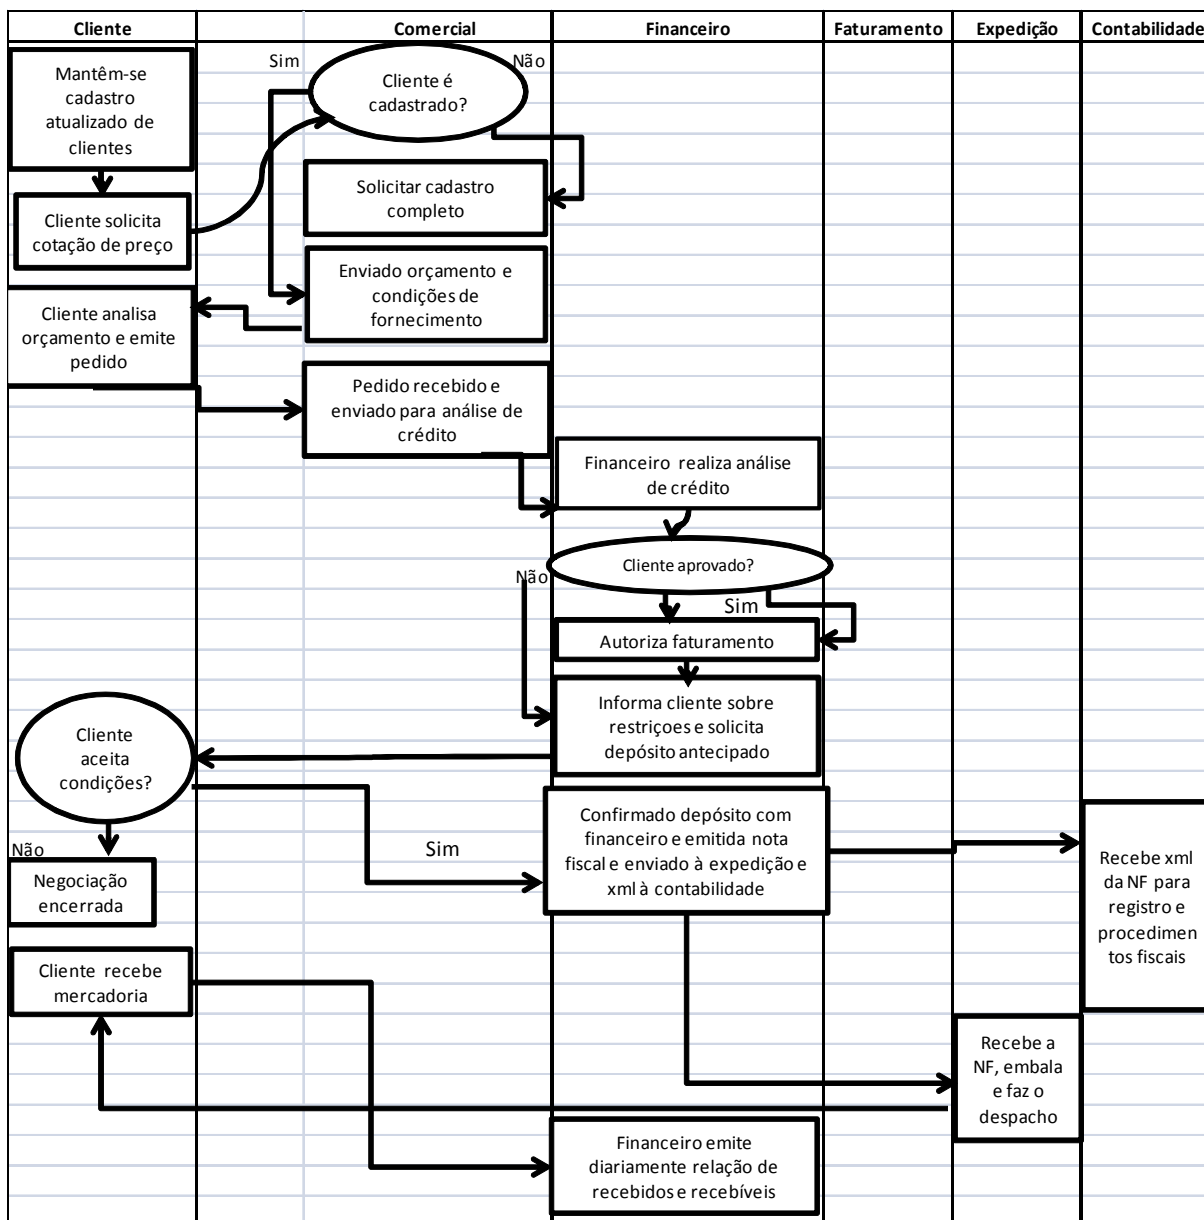 Cliente
Comercial
Financeiro
Faturamento
Expedição
Contabilidade
Mantêm-se
cadastro
atualizado de
clientes
Sim
Cliente é
cadastrado?
Não
Solicitar cadastro
completo
Cliente solicita
cotação de preço
Enviado orçamento e
condições de
fornecimento
Cliente analisa
orçamento e emite
pedido
Pedido recebido e
enviado para análise de
crédito
Financeiro realiza análise
de crédito
Cliente aprovado?
Não
Sim
Autoriza faturamento
Informa cliente sobre
restriçoes e solicita
depósito antecipado
Cliente
aceita
condições?
Confirmado depósito com
financeiro e emitida nota
fiscal e enviado à expedição e
xml à contabilidade
Sim
Não
Negociação
encerrada
Recebe xml
da NF para
registro e
procedimen
tos fiscais
Cliente recebe
mercadoria
Recebe a
NF, embala
e faz o
despacho
Financeiro emite
diariamente relação de
recebidos e recebíveis